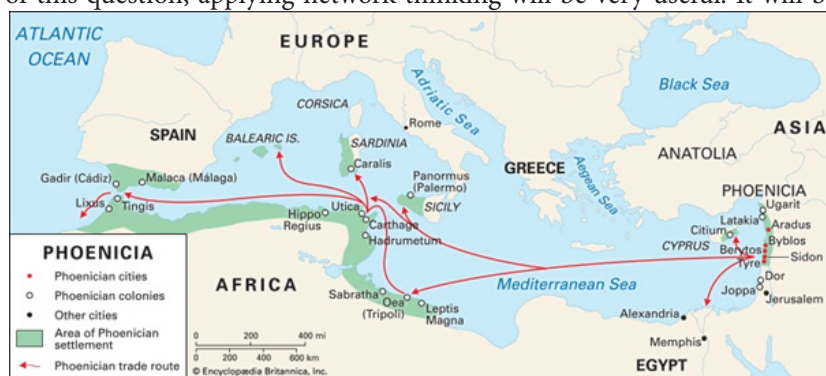 of this question, applying network thinking will be very useful. It will b
ATLANTIC
OCEAN
EUROPE
Black Sea
ASIA
Adriatic Sea
CORSICA
Rome
SPAIN
BALEARIC IS.
SARDINIA
Caralis
GREECE
Aegean Sea
ANATOLIA
Gadir (Cádiz)
Malaca (Málaga)
Panormus
(Palermo)
SICILY
PHOENICIA
Ugarit
Latakia
Aradus
Lixus
Tingis
Hippo
Regius
Utica
Carthage
Hadrumetum
Citium
CYPRUS
Byblos
Berytos
Sidon
Tyre
AFRICA
Sabratha
Oea
(Tripoli)
Leptis
Magna
Mediterranean Sea
Dor
Joppa
Jerusalem
Alexandria
Memphis
EGYPT
PHOENICIA
Phoenician cities
Phoenician colonies
Other cities
Area of Phoenician
settlement
Phoenician trade route
0 200 400 mi
0 200 400 600 km
© Encyclopædia Britannica, Inc.